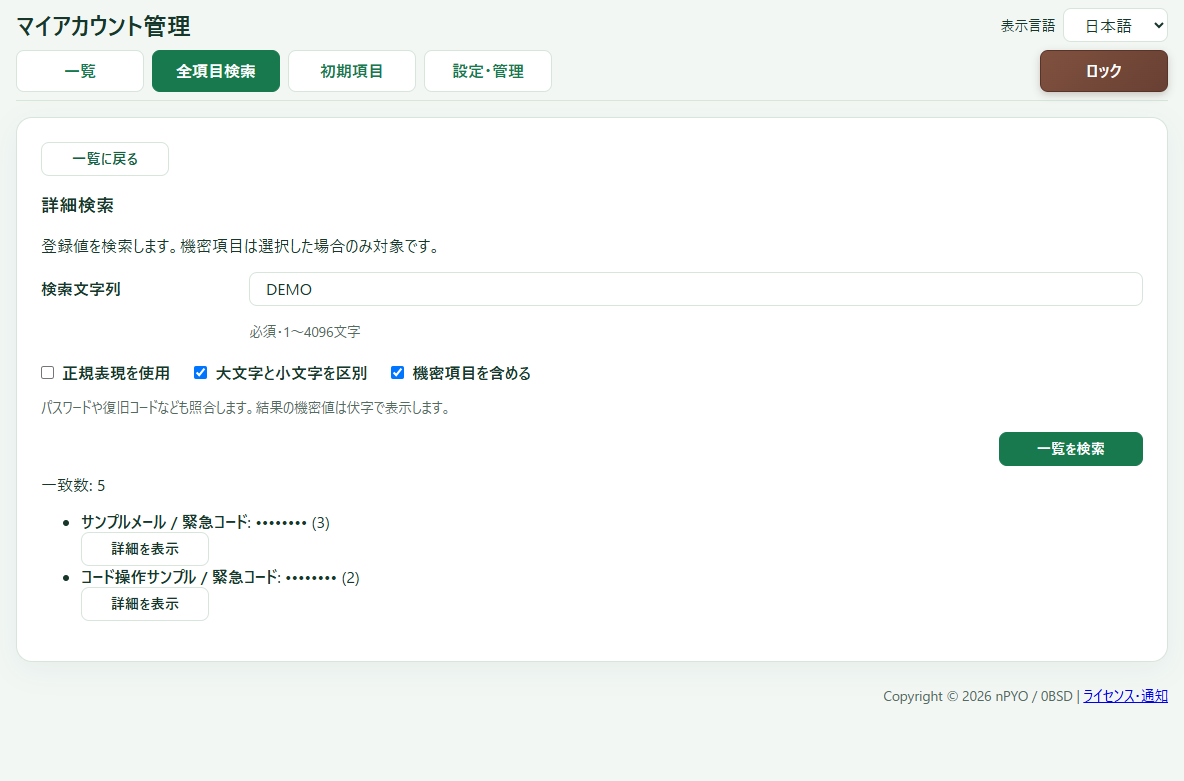 マイアカウント管理
表示言語 日本語
一覧 全項目検索 初期項目 設定・管理 ロック
一覧に戻る
詳細検索
登録値を検索します。機密項目は選択した場合のみ対象です。
検索文字列 DEMO
必須・1～4096文字
正規表現を使用 大文字と小文字を区別 機密項目を含める
パスワードや復旧コードなども照合します。結果の機密値は伏字で表示します。
一覧を検索
一致数: 5
• サンプルメール / 緊急コード: •••••••• (3)
詳細を表示
• コード操作サンプル / 緊急コード: •••••••• (2)
詳細を表示
Copyright © 2026 nPYO / 0BSD | ライセンス・通知